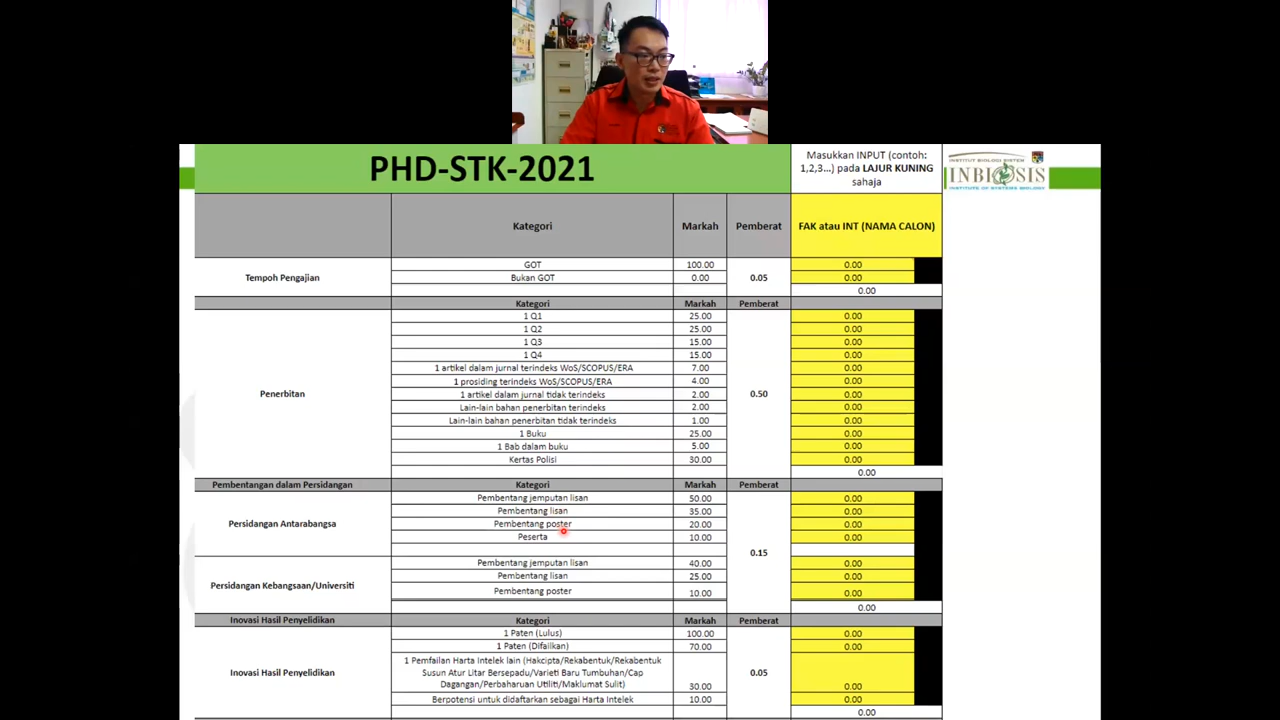 PHD-STK-2021
Masukkan INPUT (contoh:
1,2,3...) pada LAJUR KUNING
sahaja
INSTITUT BIOLOGI SISTEM
INBIOSIS
INSTITUTE OF SYSTEMS BIOLOGY
Kategori Markah Pemberat FAK atau INT (NAMA CALON)
GOT 100.00 0.00
Tempoh Pengajian Bukan GOT 0.00 0.05 0.00
0.00
Kategori Markah Pemberat
1 Q1 25.00 0.00
1 Q2 25.00 0.00
1 Q3 15.00 0.00
1 Q4 15.00 0.00
1 artikel dalam jurnal terindeks WoS/SCOPUS/ERA 7.00 0.00
1 prosiding terindeks WoS/SCOPUS/ERA 4.00 0.00
Penerbitan 1 artikel dalam jurnal tidak terindeks 2.00 0.50 0.00
Lain-lain bahan penerbitan terindeks 2.00 0.00
Lain-lain bahan penerbitan tidak terindeks 1.00 0.00
1 Buku 25.00 0.00
1 Bab dalam buku 5.00 0.00
Kertas Polisi 30.00 0.00
0.00
Pembentangan dalam Persidangan Kategori Markah Pemberat
Pembentang jemputan lisan 50.00 0.00
Pembentang lisan 35.00 0.00
Persidangan Antarabangsa Pembentang poster 20.00 0.00
Peserta 10.00 0.00
0.15
Pembentang jemputan lisan 40.00 0.00
Persidangan Kebangsaan/Universiti Pembentang lisan 25.00 0.00
Pembentang poster 10.00 0.00
0.00
Inovasi Hasil Penyelidikan Kategori Markah Pemberat
1 Paten (Lulus) 100.00 0.00
1 Paten (Difailkan) 70.00 0.00
Inovasi Hasil Penyelidikan 1 Pemfailan Harta Intelek lain (Hakcipta/Rekabentuk/Rekabentuk
Susun Atur Litar Bersepadu/Varieti Baru Tumbuhan/Cap 0.05
Dagangan/Perbaharuan Utiliti/Maklumat Sulit) 30.00 0.00
Berpotensi untuk didaftarkan sebagai Harta Intelek 10.00 0.00
0.00